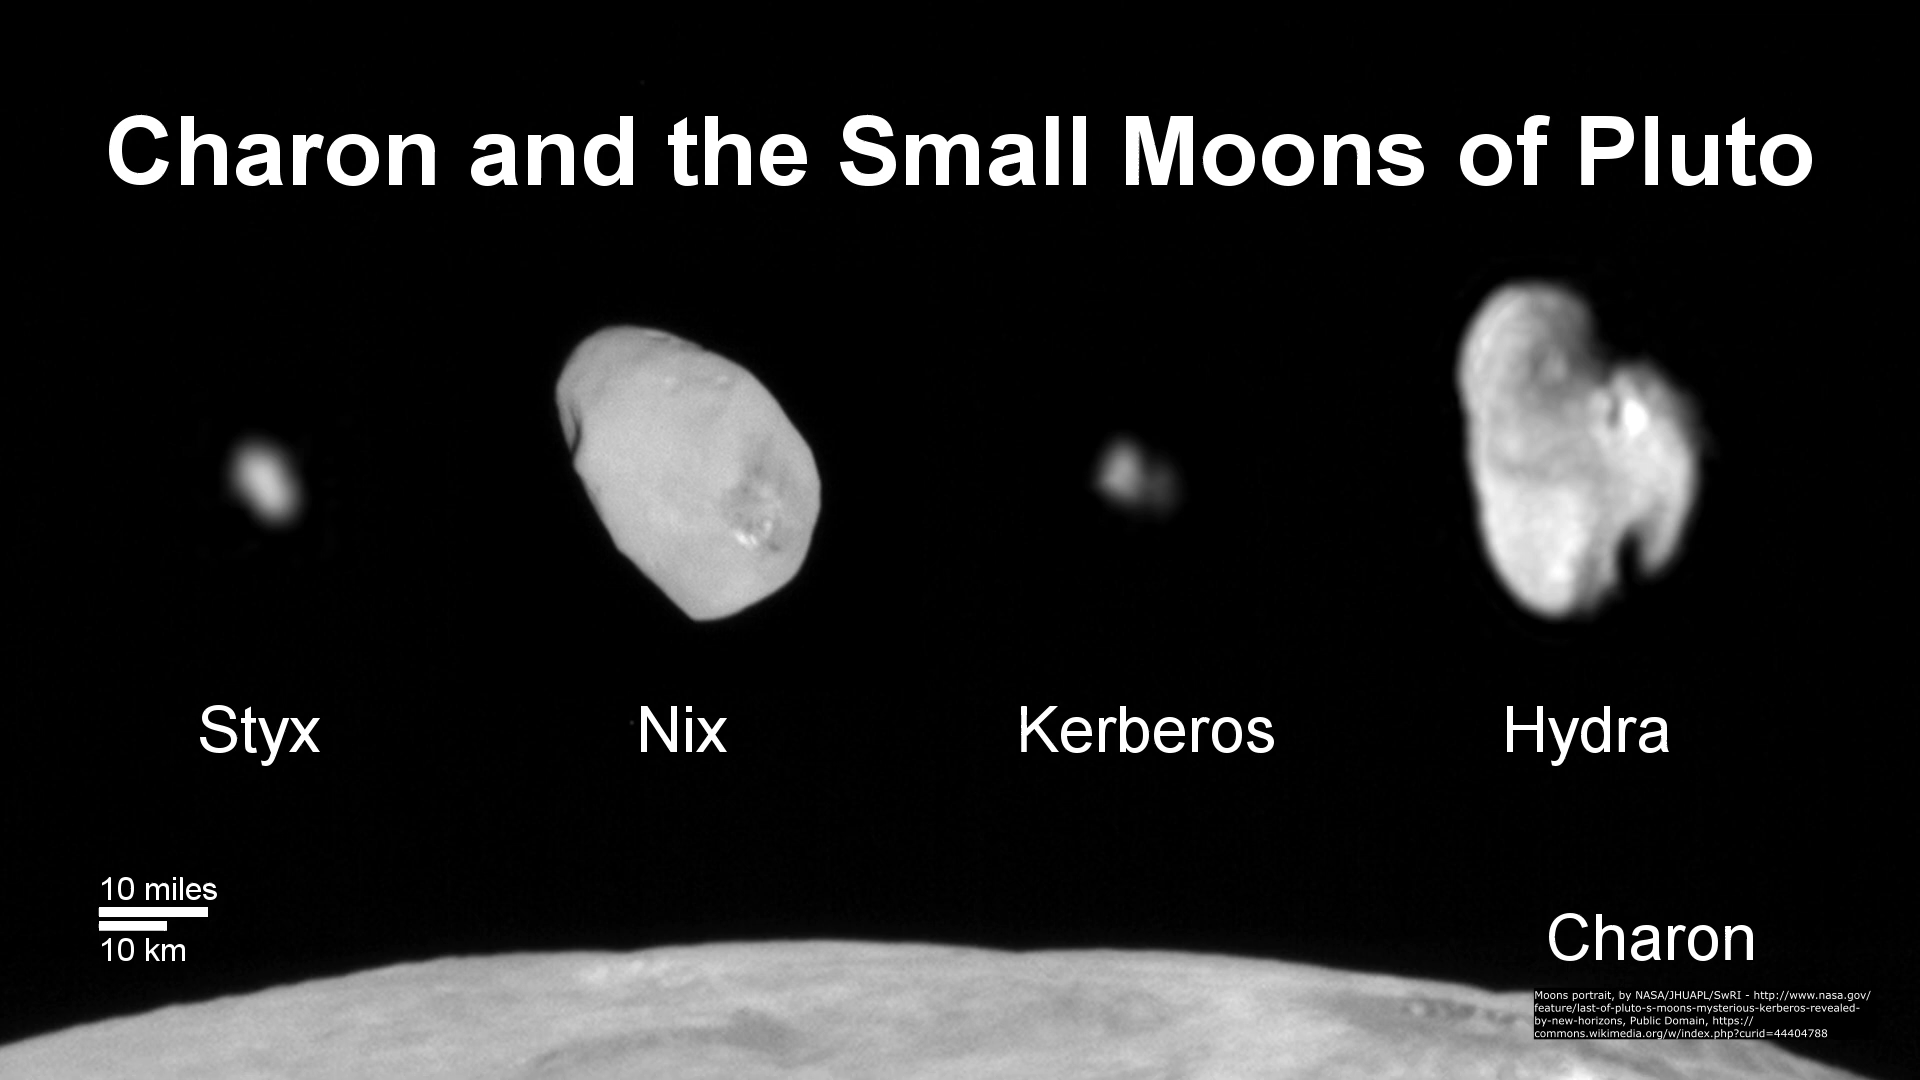 Charon and the Small Moons of Pluto
Styx
Nix
Kerberos
Hydra
10 miles
10 km
Charon
Moons portrait, by NASA/JHUAPL/SwRI - http://www.nasa.gov/
feature/last-of-pluto-s-moons-mysterious-kerberos-revealed-
by-new-horizons, Public Domain, https://
commons.wikimedia.org/w/index.php?curid=44404788